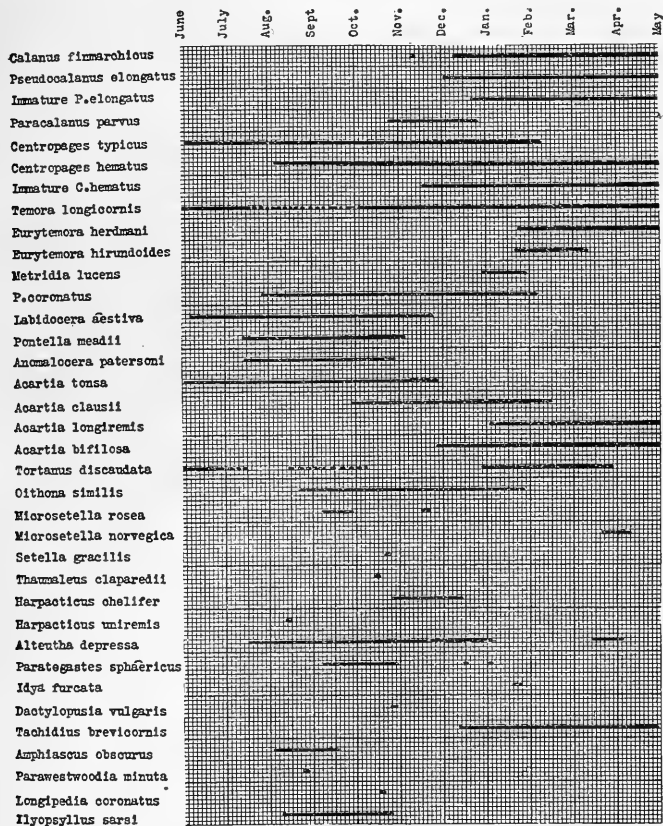 June
July
Aug.
Sept
Oct.
Nov.
Dec.
Jan.
Feb.
Mar.
Apr.
May
Calanus finmarchious
Pseudocalanus elongatus
Immature P.elongatus
Paracalanus parvus
Centropages typicus
Centropages hematus
Immature C.hematus
Temora longicornis
Eurytemora herdmani
Eurytemora hirundoides
Metridia lucens
P.coronatus
Labidocera aestiva
Pontella meadii
Anomalocera patersoni
Acartia tonsa
Acartia clausii
Acartia longiremis
Acartia bifilosa
Tortanus discaudata
Oithona similis
Microsetella rosea
Microsetella norvegica
Setella gracilis
Thaumaleus claparedii
Harpacticus chelifer
Harpacticus uniremis
Alteutha depressa
Parategastes sphaericus
Idya furcata
Dactylopusia vulgaris
Tachidius brevicornis
Amphiascus obscurus
Parawestwoodia minuta
Longipedia coronatus
Ilyopsyllus sarsi